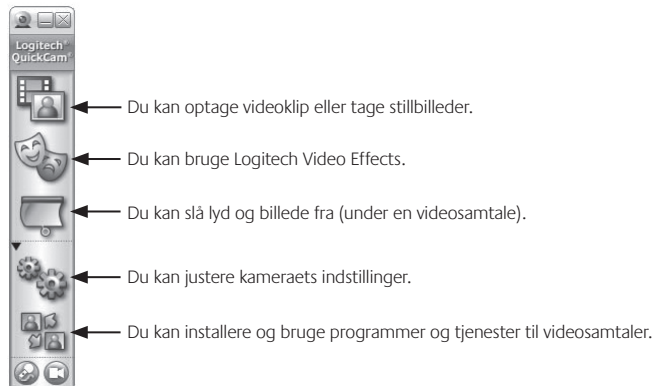 Logitech®
QuickCam®
Du kan optage videoklip eller tage stillbilleder.
Du kan bruge Logitech Video Effects.
Du kan slå lyd og billede fra (under en videosamtale).
Du kan justere kameraets indstillinger.
Du kan installere og bruge programmer og tjenester til videosamtaler.